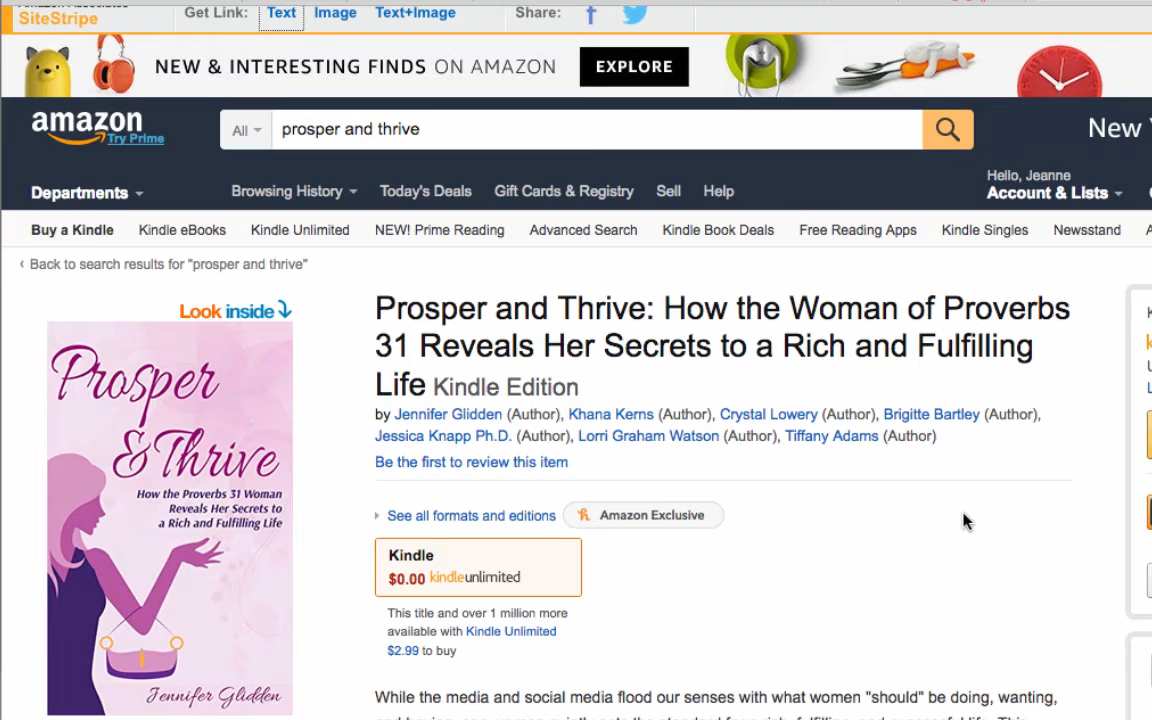 SiteStripe
Get Link: Text Image Text+Image Share:
NEW & INTERESTING FINDS ON AMAZON EXPLORE
amazon
Try Prime
All prosper and thrive
New
Hello, Jeanne
Departments Browsing History Today's Deals Gift Cards & Registry Sell Help Account & Lists
Buy a Kindle Kindle eBooks Kindle Unlimited NEW! Prime Reading Advanced Search Kindle Book Deals Free Reading Apps Kindle Singles Newsstand
‹ Back to search results for "prosper and thrive"
Look inside
Prosper
& Thrive
How the Proverbs 31 Woman
Reveals Her Secrets to
a Rich and Fulfilling Life
Jennifer Glidden
Prosper and Thrive: How the Woman of Proverbs
31 Reveals Her Secrets to a Rich and Fulfilling
Life Kindle Edition
by Jennifer Glidden (Author), Khana Kerns (Author), Crystal Lowery (Author), Brigitte Bartley (Author),
Jessica Knapp Ph.D. (Author), Lorri Graham Watson (Author), Tiffany Adams (Author)
Be the first to review this item
See all formats and editions Amazon Exclusive
Kindle
$0.00 kindleunlimited
This title and over 1 million more
available with Kindle Unlimited
$2.99 to buy
While the media and social media flood our senses with what women "should" be doing, wanting,